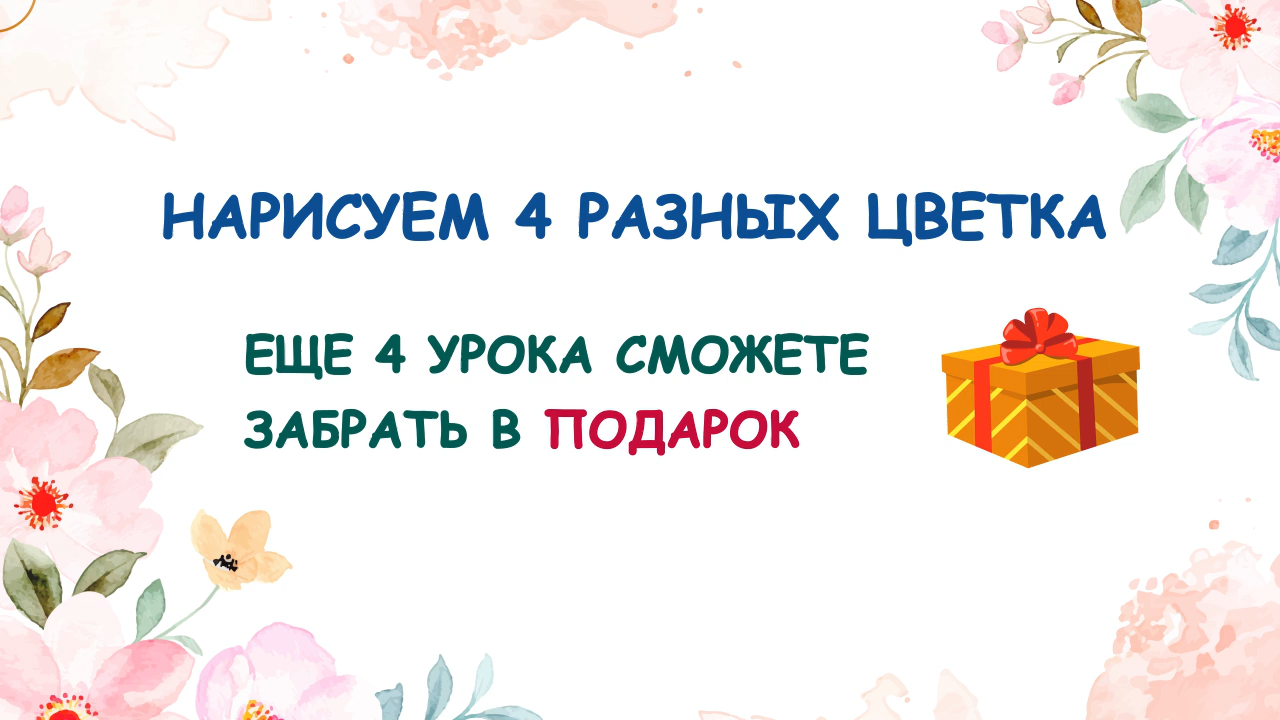 НАРИСУЕМ 4 РАЗНЫХ ЦВЕТКА
ЕЩЕ 4 УРОКА СМОЖЕТЕ
ЗАБРАТЬ В ПОДАРОК